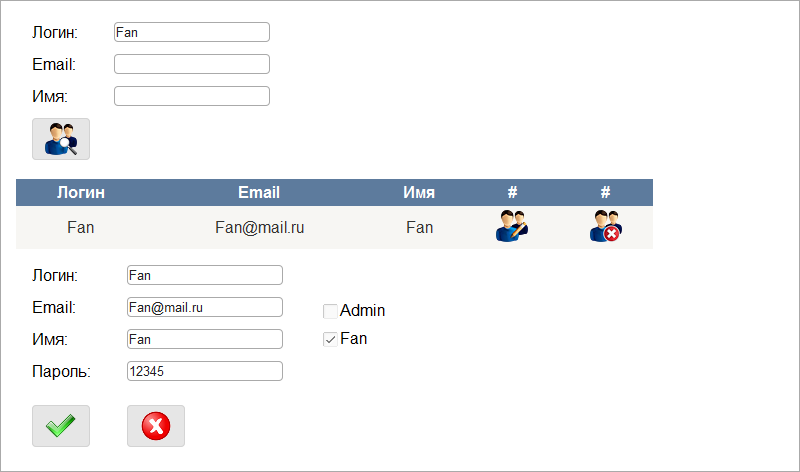 Логин: Fan
Email:
Имя:
Логин Email Имя # #
Fan Fan@mail.ru Fan
Логин: Fan
Email: Fan@mail.ru Admin
Имя: Fan Fan
Пароль: 12345